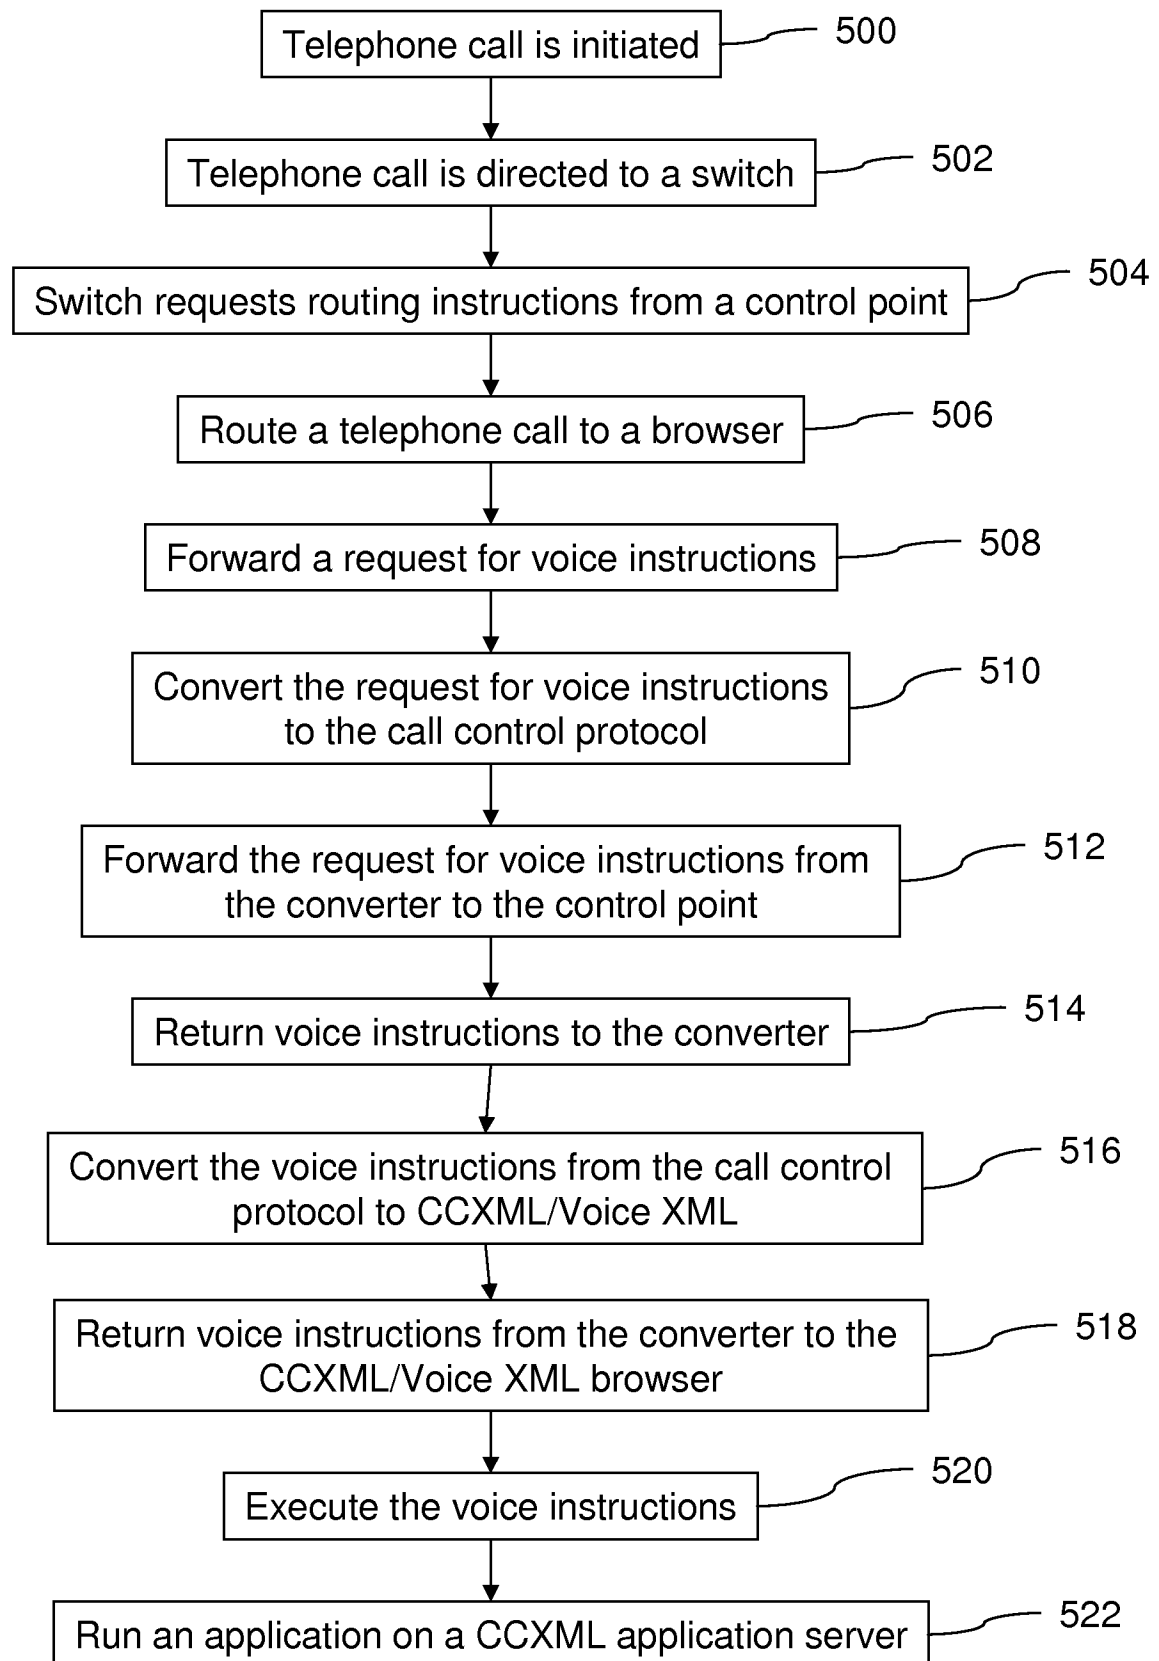 Telephone call is initiated
500
Telephone call is directed to a switch
502
Switch requests routing instructions from a control point
504
Route a telephone call to a browser
506
Forward a request for voice instructions
508
Convert the request for voice instructions
to the call control protocol
510
Forward the request for voice instructions from
the converter to the control point
512
Return voice instructions to the converter
514
Convert the voice instructions from the call control
protocol to CCXML/Voice XML
516
Return voice instructions from the converter to the
CCXML/Voice XML browser
518
Execute the voice instructions
520
Run an application on a CCXML application server
522